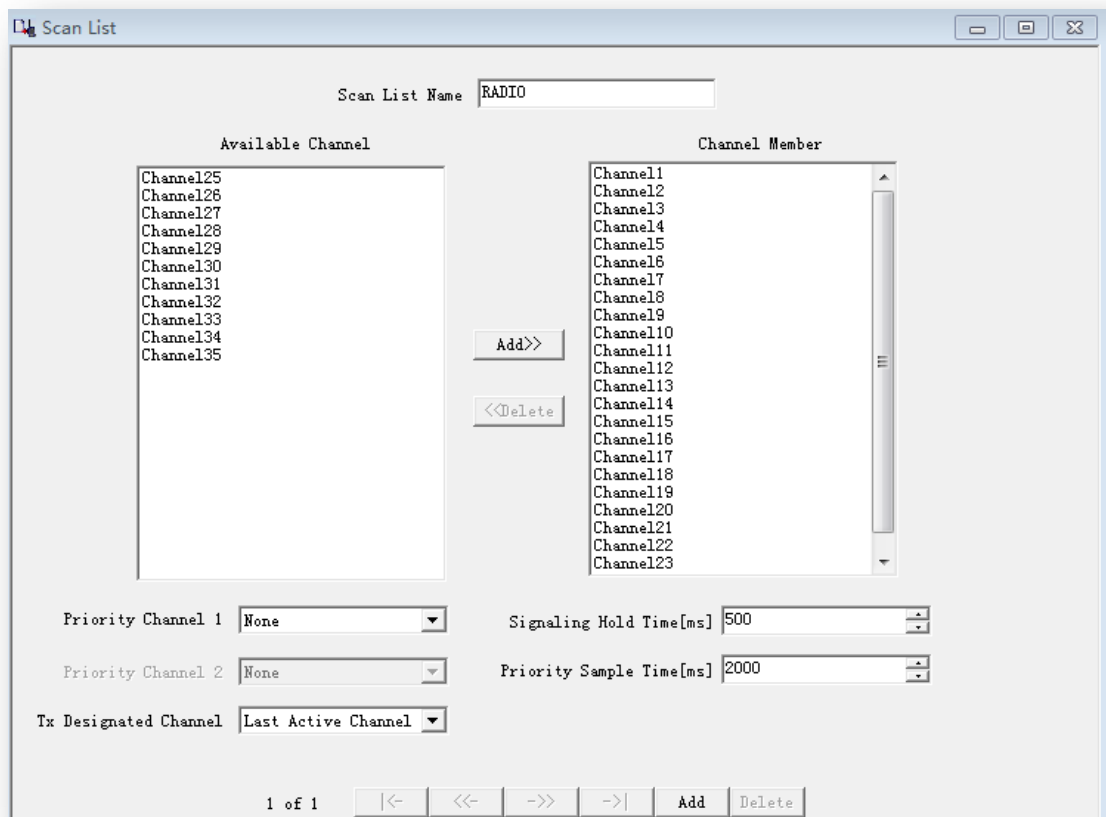 Scan List
Scan List Name RADIO
Available Channel
Channel25
Channel26
Channel27
Channel28
Channel29
Channel30
Channel31
Channel32
Channel33
Channel34
Channel35
Add>>
<<Delete
Channel Member
Channel1
Channel2
Channel3
Channel4
Channel5
Channel6
Channel7
Channel8
Channel9
Channel10
Channel11
Channel12
Channel13
Channel14
Channel15
Channel16
Channel17
Channel18
Channel19
Channel20
Channel21
Channel22
Channel23
Priority Channel 1 None
Priority Channel 2 None
Tx Designated Channel Last Active Channel
Signaling Hold Time[ms] 500
Priority Sample Time[ms] 2000
1 of 1 |<- <<- ->> ->| Add Delete